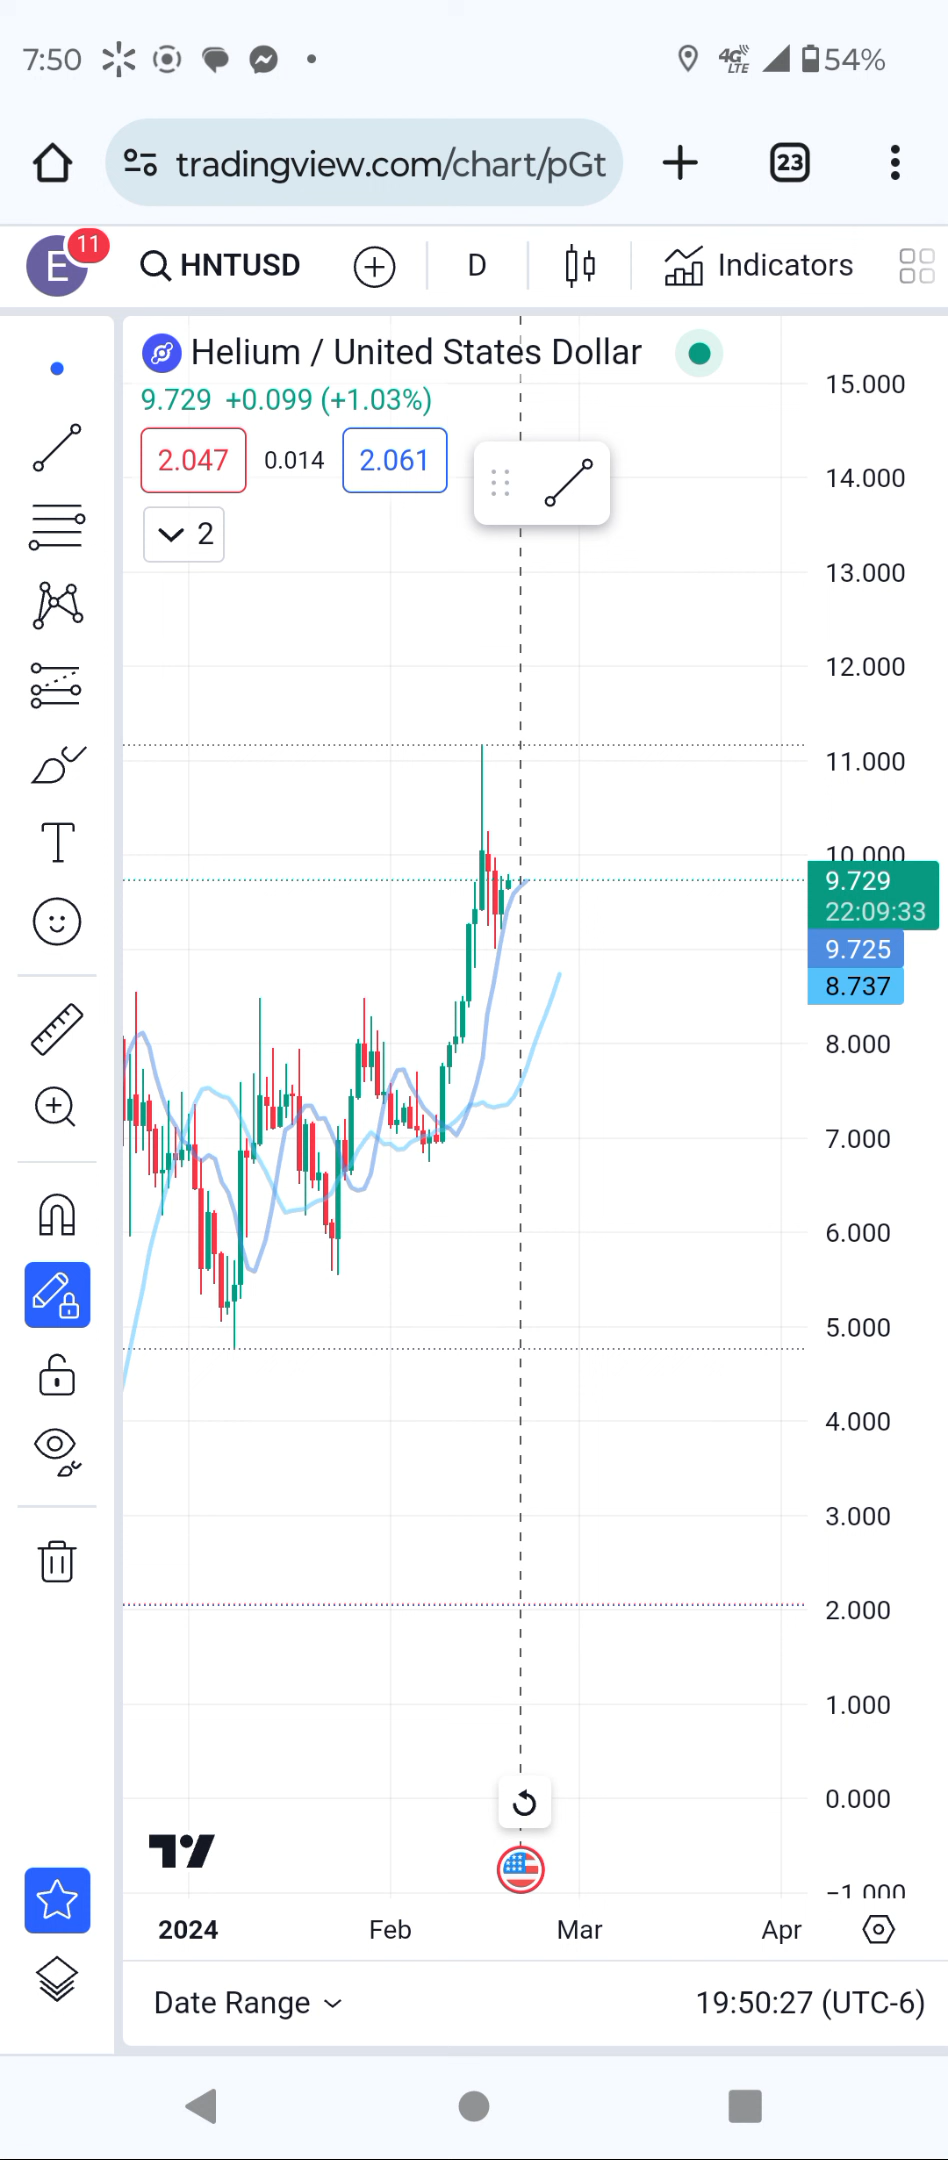 7:50 4G LTE 54%
tradingview.com/chart/pGt 23
E 11 HNTUSD D Indicators
Helium / United States Dollar
9.729 +0.099 (+1.03%)
2.047 0.014 2.061
2
15.000
14.000
13.000
12.000
11.000
10.000
9.729
22:09:33
9.725
8.737
8.000
7.000
6.000
5.000
4.000
3.000
2.000
1.000
0.000
−1.000
2024 Feb Mar Apr
Date Range 19:50:27 (UTC-6)